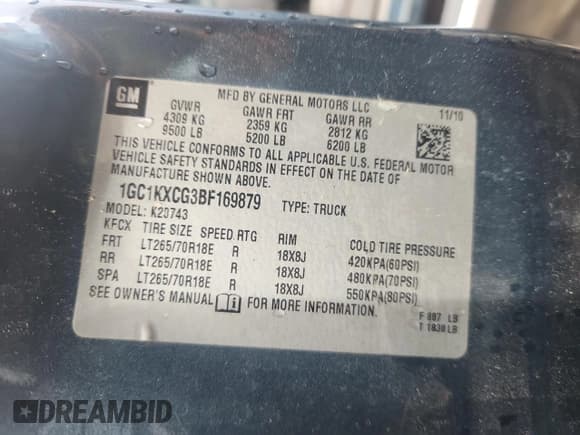 GM
MFD BY GENERAL MOTORS LLC
11/10
GVWR GAWR FRT GAWR RR
4309 KG 2359 KG 2812 KG
9500 LB 5200 LB 6200 LB
THIS VEHICLE CONFORMS TO ALL APPLICABLE U.S. FEDERAL MOTOR
VEHICLE SAFETY STANDARDS IN EFFECT ON THE DATE OF
MANUFACTURE SHOWN ABOVE.
1GC1KXCG3BF169879 TYPE: TRUCK
MODEL: K20743
KFCX TIRE SIZE SPEED RTG RIM COLD TIRE PRESSURE
FRT LT265/70R18E R 18X8J 420KPA(60PSI)
RR LT265/70R18E R 18X8J 480KPA(70PSI)
SPA LT265/70R18E R 18X8J 550KPA(80PSI)
SEE OWNER'S MANUAL FOR MORE INFORMATION.
F 887 LB
T 1838 LB
DREAMBID